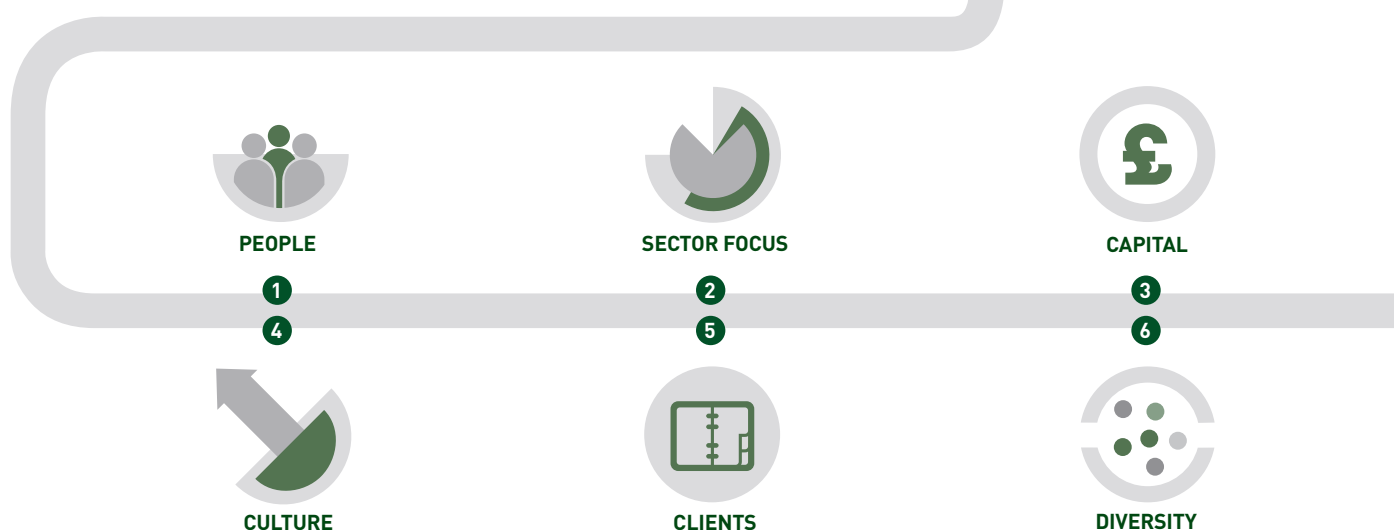 £
PEOPLE
SECTOR FOCUS
CAPITAL
1
2
3
4
5
6
CULTURE
CLIENTS
DIVERSITY